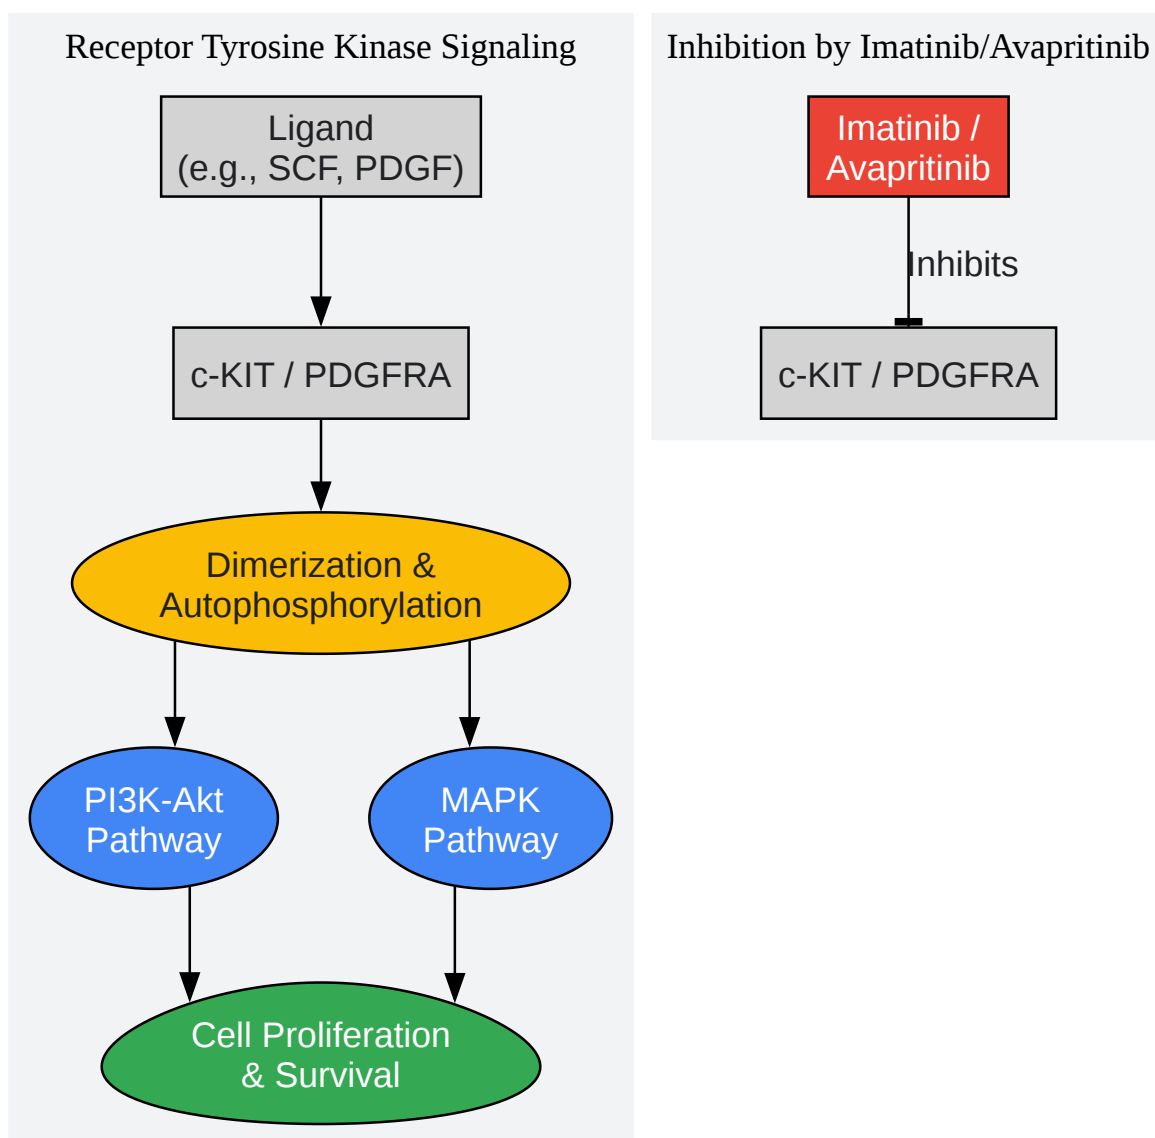 Receptor Tyrosine Kinase Signaling
Ligand
(e.g., SCF, PDGF)
c-KIT / PDGFRA
Dimerization &
Autophosphorylation
PI3K-Akt
Pathway
MAPK
Pathway
Cell Proliferation
& Survival
Inhibition by Imatinib/Avapritinib
Imatinib /
Avapritinib
Inhibits
c-KIT / PDGFRA